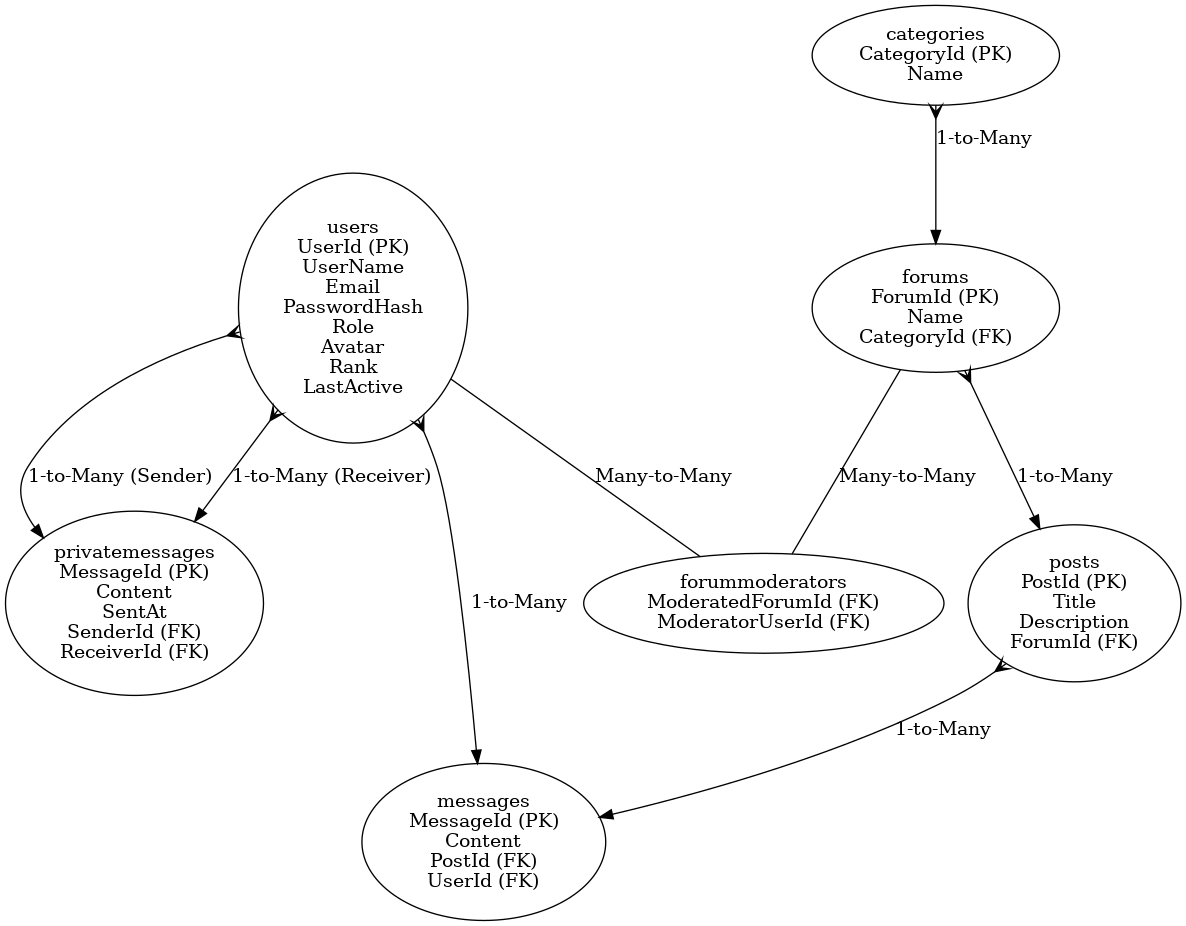 categories
CategoryId (PK)
Name
1-to-Many
users
UserId (PK)
UserName
Email
PasswordHash
Role
Avatar
Rank
LastActive
forums
ForumId (PK)
Name
CategoryId (FK)
1-to-Many (Sender)
1-to-Many (Receiver)
Many-to-Many
Many-to-Many
1-to-Many
privatemessages
MessageId (PK)
Content
SentAt
SenderId (FK)
ReceiverId (FK)
1-to-Many
forummoderators
ModeratedForumId (FK)
ModeratorUserId (FK)
posts
PostId (PK)
Title
Description
ForumId (FK)
1-to-Many
messages
MessageId (PK)
Content
PostId (FK)
UserId (FK)